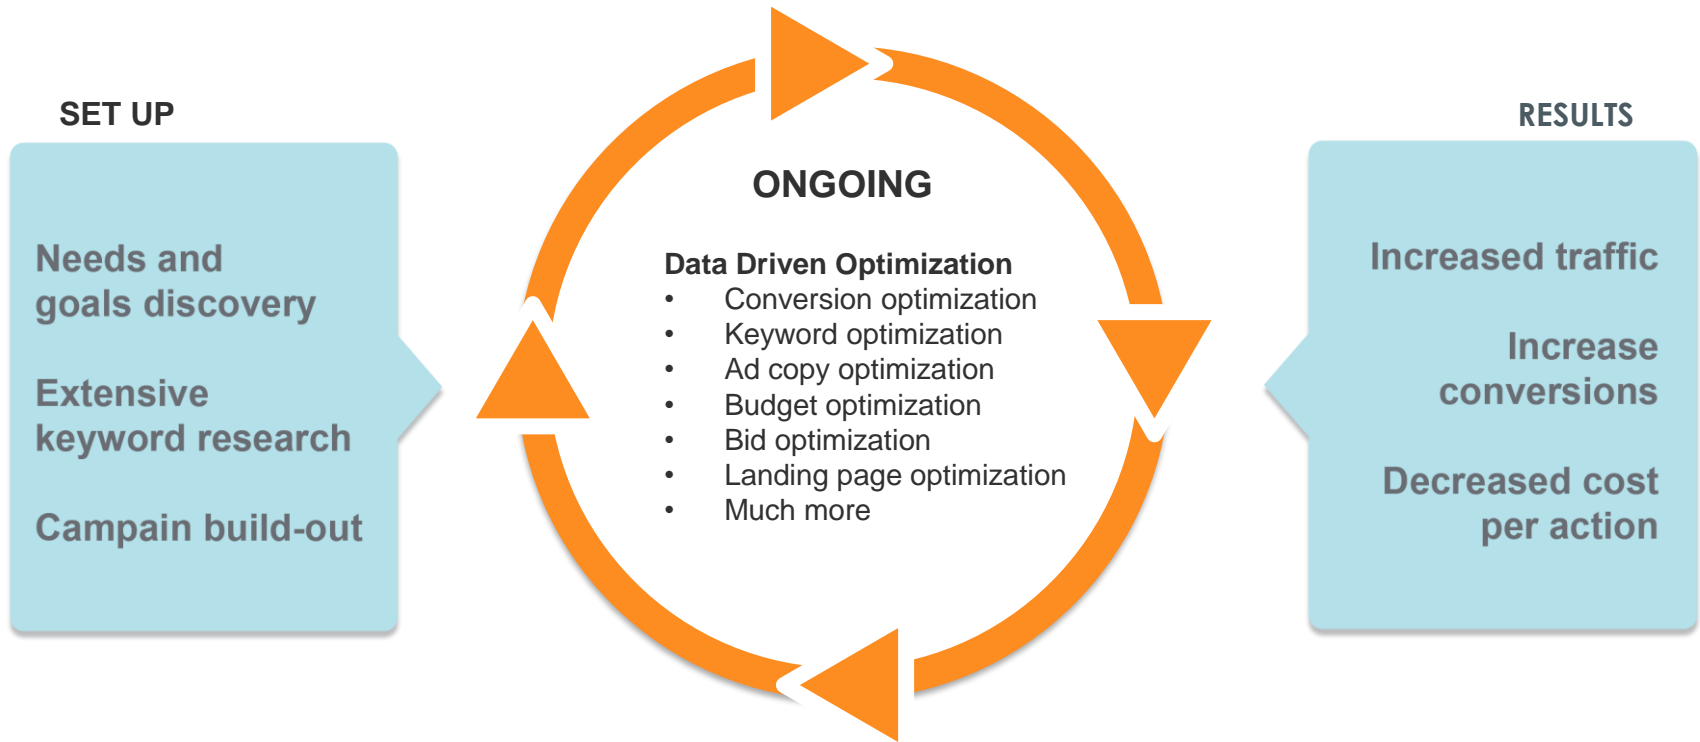 SET UP
Needs and
goals discovery
Extensive
keyword research
Campain build-out
ONGOING
Data Driven Optimization
• Conversion optimization
• Keyword optimization
• Ad copy optimization
• Budget optimization
• Bid optimization
• Landing page optimization
• Much more
RESULTS
Increased traffic
Increase
conversions
Decreased cost
per action